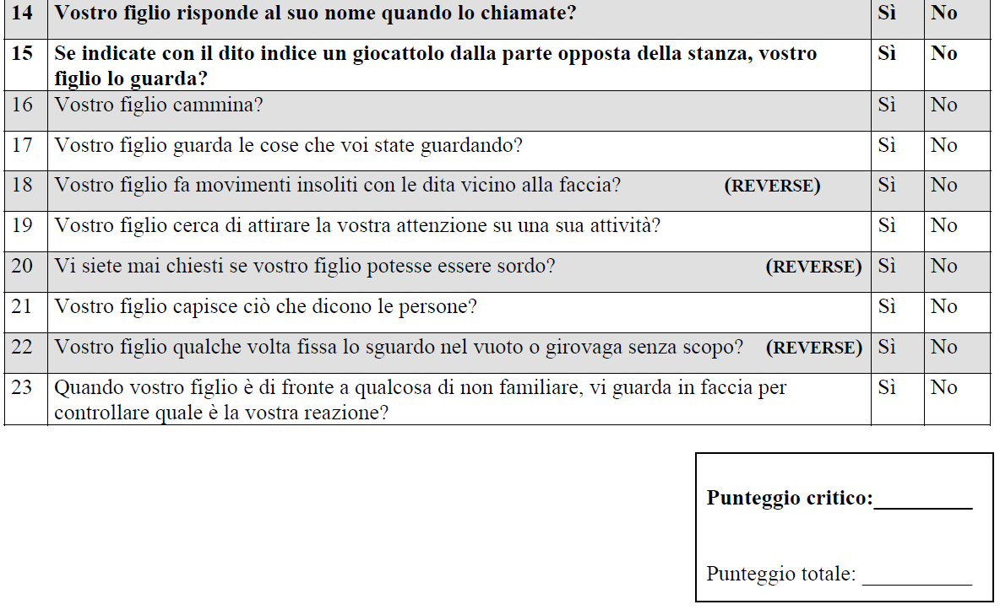 14 Vostro figlio risponde al suo nome quando lo chiamate? Sì No
15 Se indicate con il dito indice un giocattolo dalla parte opposta della stanza, vostro Sì No
figlio lo guarda?
16 Vostro figlio cammina? Sì No
17 Vostro figlio guarda le cose che voi state guardando? Sì No
18 Vostro figlio fa movimenti insoliti con le dita vicino alla faccia? (REVERSE) Sì No
19 Vostro figlio cerca di attirare la vostra attenzione su una sua attività? Sì No
20 Vi siete mai chiesti se vostro figlio potesse essere sordo? (REVERSE) Sì No
21 Vostro figlio capisce ciò che dicono le persone? Sì No
22 Vostro figlio qualche volta fissa lo sguardo nel vuoto o girovaga senza scopo? (REVERSE) Sì No
23 Quando vostro figlio è di fronte a qualcosa di non familiare, vi guarda in faccia per Sì No
controllare quale è la vostra reazione?
Punteggio critico:_________
Punteggio totale: __________